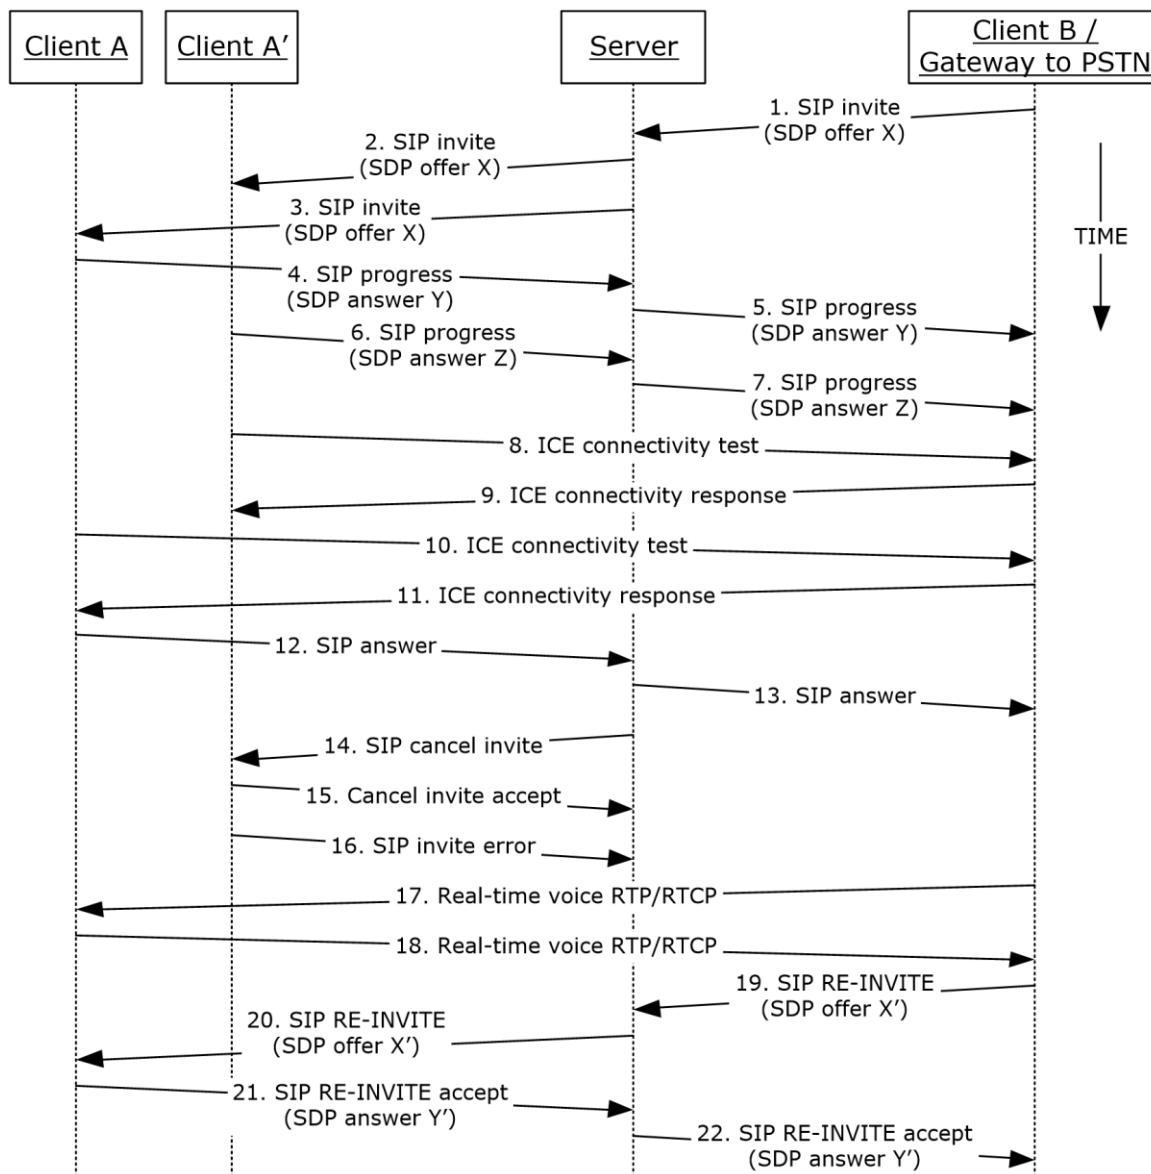 Client A
Client A′
Server
Client B /
Gateway to PSTN
1. SIP invite
(SDP offer X)
2. SIP invite
(SDP offer X)
3. SIP invite
(SDP offer X)
TIME
4. SIP progress
(SDP answer Y)
5. SIP progress
(SDP answer Y)
6. SIP progress
(SDP answer Z)
7. SIP progress
(SDP answer Z)
8. ICE connectivity test
9. ICE connectivity response
10. ICE connectivity test
11. ICE connectivity response
12. SIP answer
13. SIP answer
14. SIP cancel invite
15. Cancel invite accept
16. SIP invite error
17. Real-time voice RTP/RTCP
18. Real-time voice RTP/RTCP
19. SIP RE-INVITE
(SDP offer X′)
20. SIP RE-INVITE
(SDP offer X′)
21. SIP RE-INVITE accept
(SDP answer Y′)
22. SIP RE-INVITE accept
(SDP answer Y′)